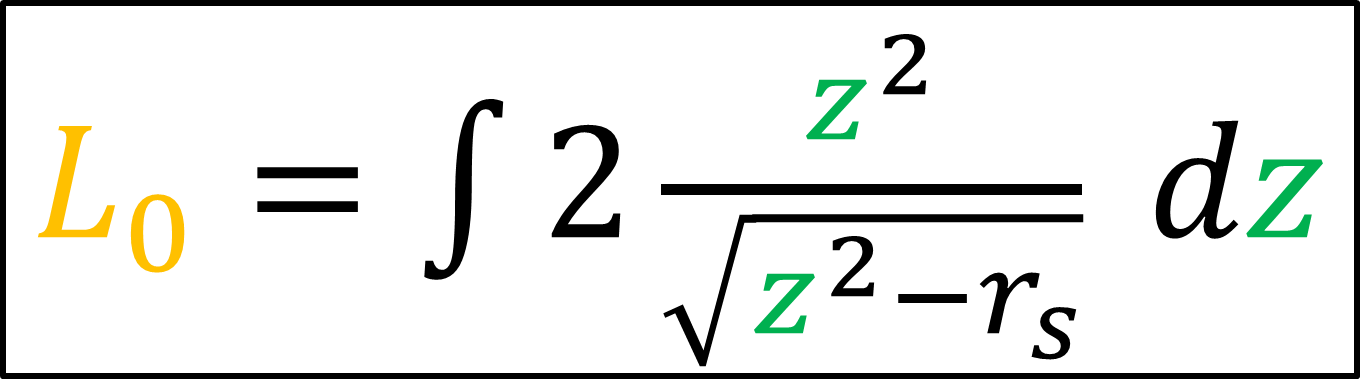 L₀ = ∫ 2 z² / √(z² − rₛ) dz